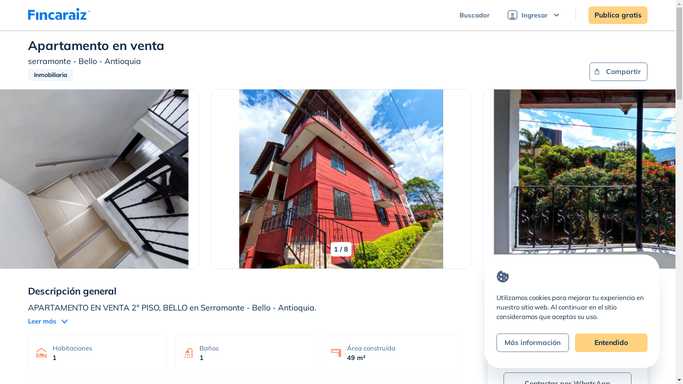 Fincaraiz
Buscador
Ingresar
Publica gratis
Apartamento en venta
serramonte - Bello - Antioquia
Inmobiliaria
Compartir
1 / 8
Descripción general
APARTAMENTO EN VENTA 2° PISO, BELLO en Serramonte - Bello - Antioquia.
Leer más
Habitaciones
1
Baños
1
Área construida
49 m²
Utilizamos cookies para mejorar tu experiencia en
nuestro sitio web. Al continuar en el sitio
consideramos que aceptas su uso.
Más información
Entendido
Contactar por WhatsApp